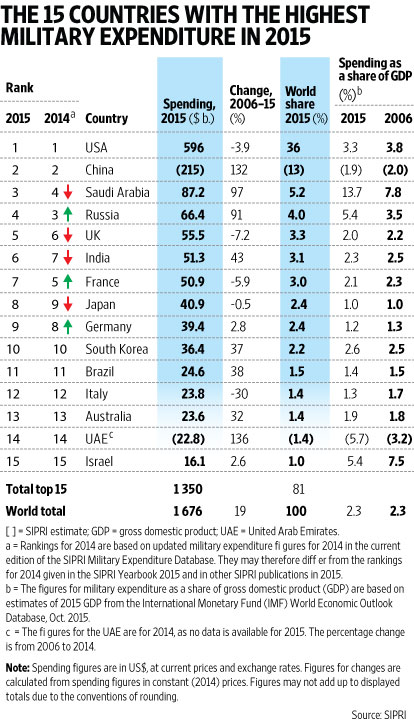 THE 15 COUNTRIES WITH THE HIGHEST
MILITARY EXPENDITURE IN 2015
Rank
2015 2014a Country Spending, 2015 ($ b.) Change, 2006–15 (%) World share 2015 (%) Spending as a share of GDP (%)b 2015 2006
1 1 USA 596 -3.9 36 3.3 3.8
2 2 China (215) 132 (13) (1.9) (2.0)
3 4 Saudi Arabia 87.2 97 5.2 13.7 7.8
4 3 Russia 66.4 91 4.0 5.4 3.5
5 6 UK 55.5 -7.2 3.3 2.0 2.2
6 7 India 51.3 43 3.1 2.3 2.5
7 5 France 50.9 -5.9 3.0 2.1 2.3
8 9 Japan 40.9 -0.5 2.4 1.0 1.0
9 8 Germany 39.4 2.8 2.4 1.2 1.3
10 10 South Korea 36.4 37 2.2 2.6 2.5
11 11 Brazil 24.6 38 1.5 1.4 1.5
12 12 Italy 23.8 -30 1.4 1.3 1.7
13 13 Australia 23.6 32 1.4 1.9 1.8
14 14 UAEc (22.8) 136 (1.4) (5.7) (3.2)
15 15 Israel 16.1 2.6 1.0 5.4 7.5
Total top 15 1 350 81
World total 1 676 19 100 2.3 2.3
[ ] = SIPRI estimate; GDP = gross domestic product; UAE = United Arab Emirates.
a = Rankings for 2014 are based on updated military expenditure fi gures for 2014 in the current
edition of the SIPRI Military Expenditure Database. They may therefore diff er from the rankings
for 2014 given in the SIPRI Yearbook 2015 and in other SIPRI publications in 2015.
b = The figures for military expenditure as a share of gross domestic product (GDP) are based on
estimates of 2015 GDP from the International Monetary Fund (IMF) World Economic Outlook
Database, Oct. 2015.
c = The fi gures for the UAE are for 2014, as no data is available for 2015. The percentage change
is from 2006 to 2014.
Note: Spending figures are in US$, at current prices and exchange rates. Figures for changes are
calculated from spending figures in constant (2014) prices. Figures may not add up to displayed
totals due to the conventions of rounding.
Source: SIPRI